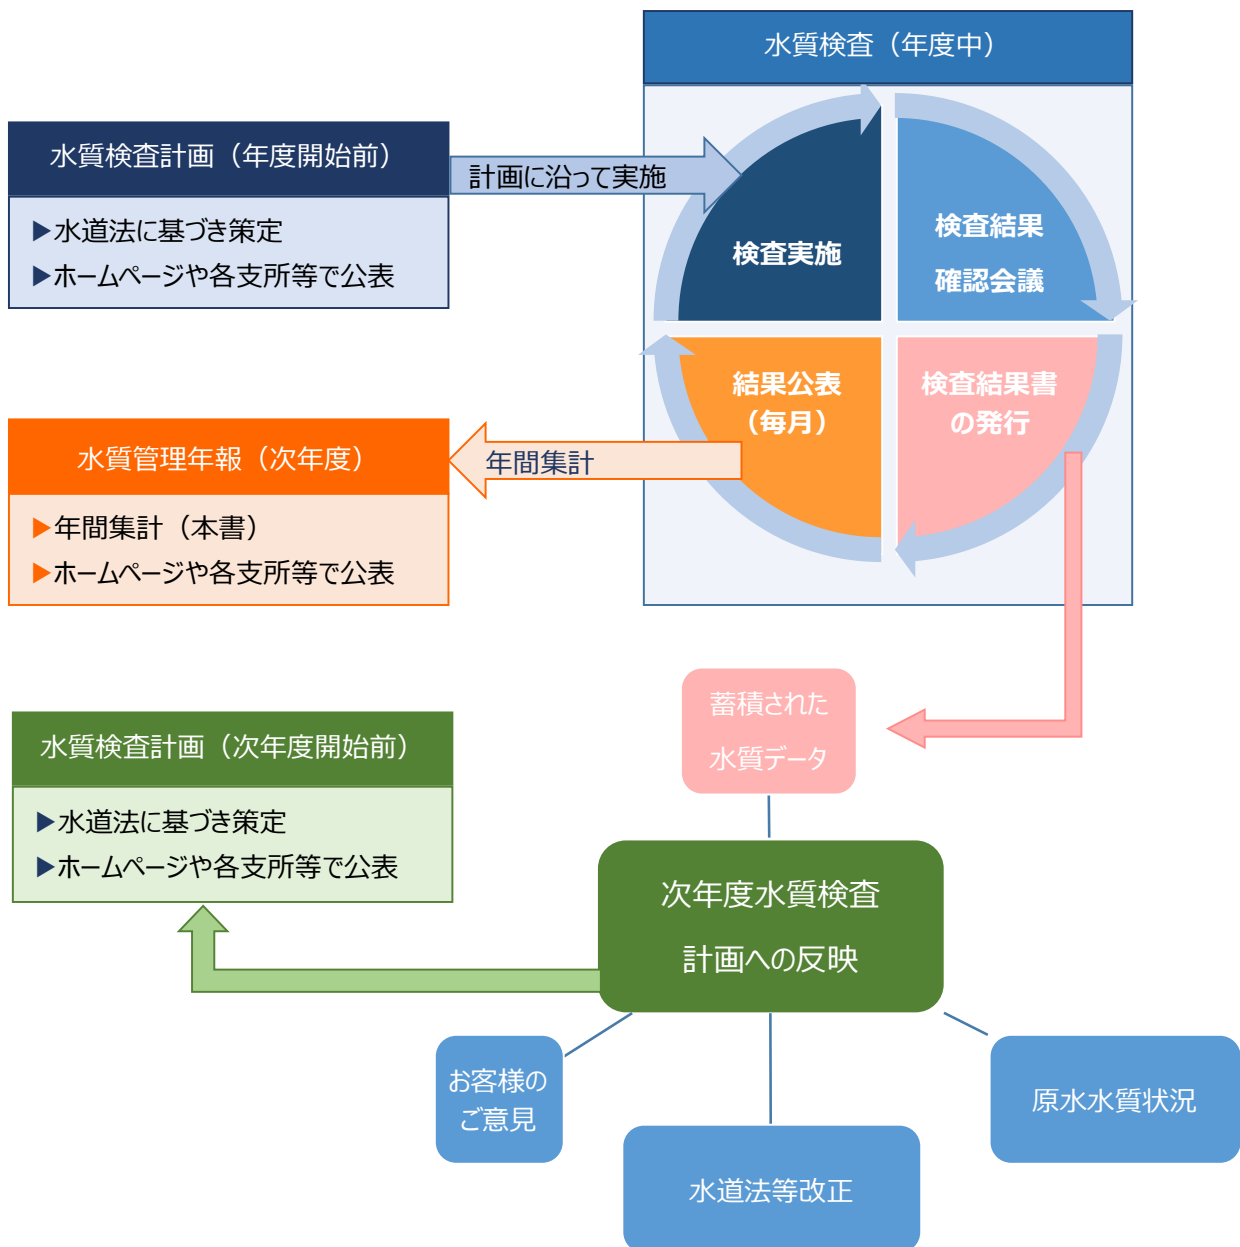 水質検査（年度中）
水質検査計画（年度開始前）
▶水道法に基づき策定
▶ホームページや各支所等で公表
計画に沿って実施
検査実施
検査結果
確認会議
結果公表
（毎月）
検査結果書
の発行
水質管理年報（次年度）
▶年間集計（本書）
▶ホームページや各支所等で公表
年間集計
蓄積された
水質データ
水質検査計画（次年度開始前）
▶水道法に基づき策定
▶ホームページや各支所等で公表
次年度水質検査
計画への反映
お客様の
ご意見
水道法等改正
原水水質状況